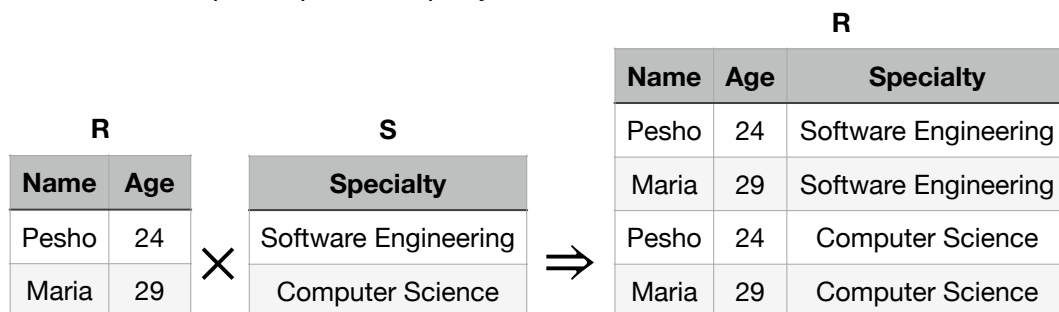 R
Name Age Specialty
Pesho 24 Software Engineering
Maria 29 Software Engineering
Pesho 24 Computer Science
Maria 29 Computer Science
R
Name Age
Pesho 24
Maria 29
×
S
Specialty
Software Engineering
Computer Science
⇒